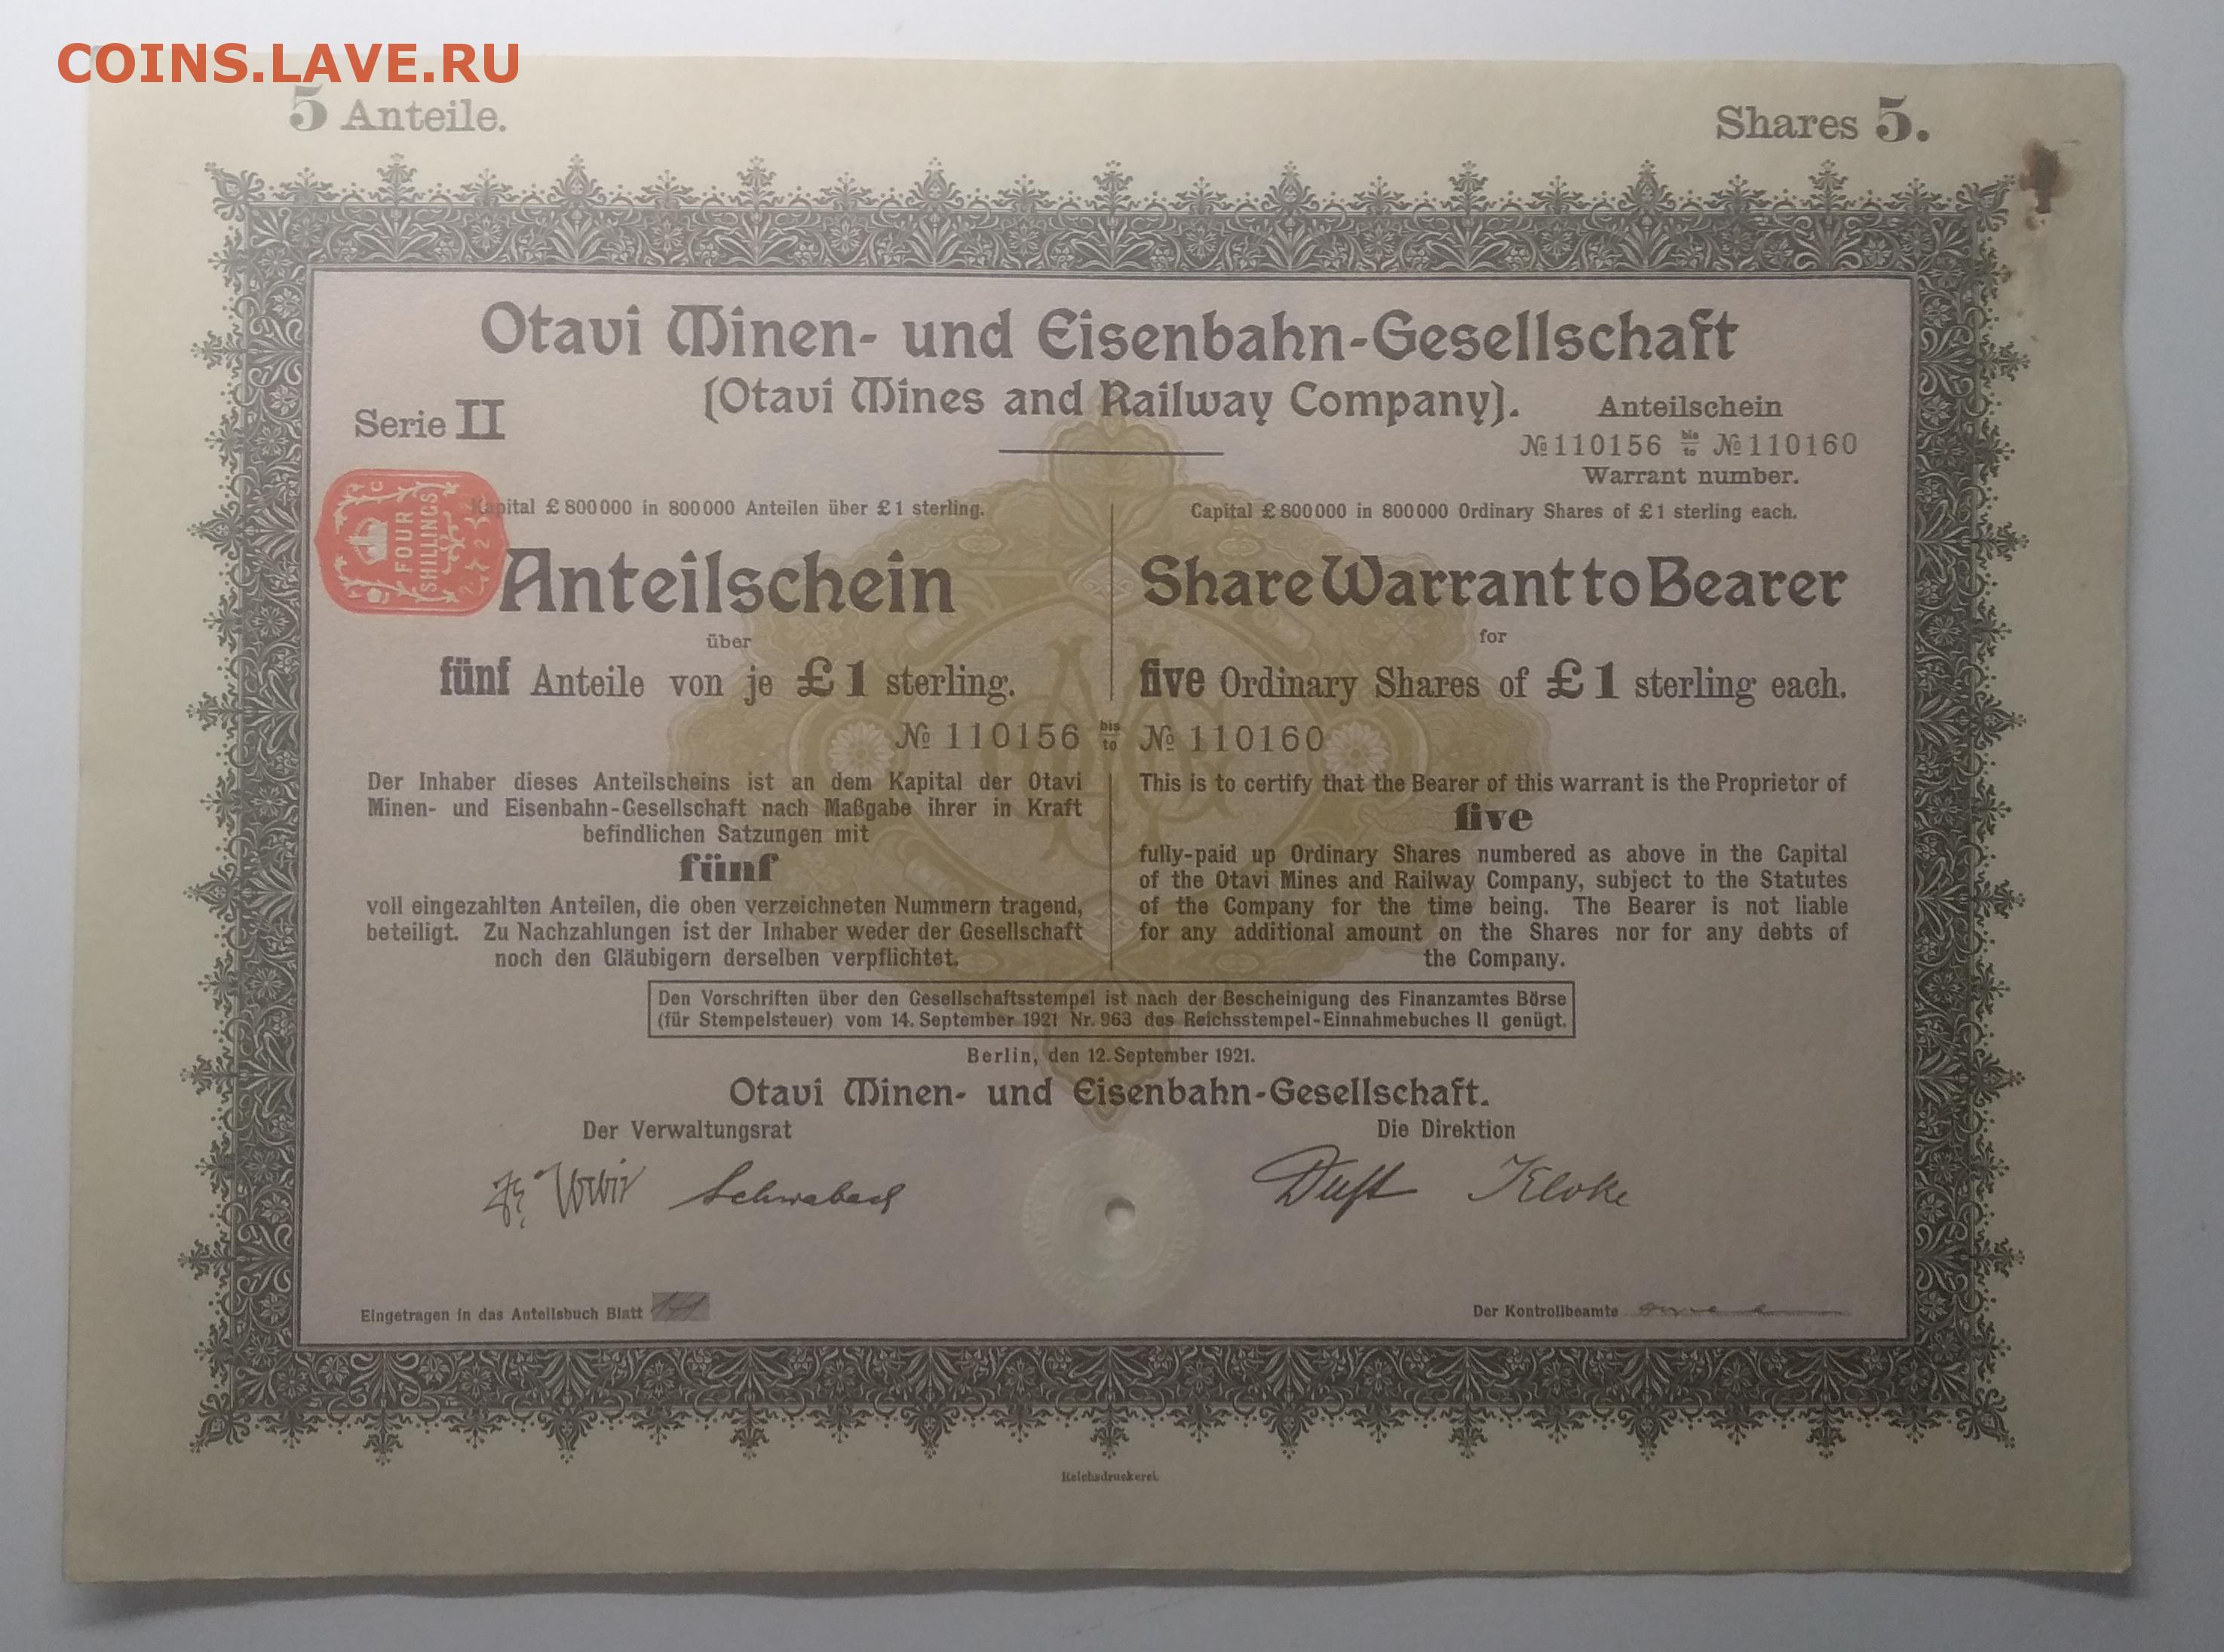 COINS.LAVE.RU
5 Anteile.
Shares 5.
Otavi Minen- und Eisenbahn-Gesellschaft
(Otavi Mines and Railway Company).
Serie II
Anteilschein
№ 110156 bis to № 110160
Warrant number.
FOUR SHILLINGS
Kapital £ 800000 in 800000 Anteilen über £ 1 sterling.
Anteilschein
über
fünf Anteile von je £ 1 sterling.
Capital £ 800000 in 800000 Ordinary Shares of £ 1 sterling each.
Share Warrant to Bearer
for
five Ordinary Shares of £ 1 sterling each.
№ 110156 bis to № 110160
Der Inhaber dieses Anteilscheins ist an dem Kapital der Otavi
Minen- und Eisenbahn-Gesellschaft nach Maßgabe ihrer in Kraft
befindlichen Satzungen mit
fünf
voll eingezahlten Anteilen, die oben verzeichneten Nummern tragend,
beteiligt. Zu Nachzahlungen ist der Inhaber weder der Gesellschaft
noch den Gläubigern derselben verpflichtet.
This is to certify that the Bearer of this warrant is the Proprietor of
five
fully-paid up Ordinary Shares numbered as above in the Capital
of the Otavi Mines and Railway Company, subject to the Statutes
of the Company for the time being. The Bearer is not liable
for any additional amount on the Shares nor for any debts of
the Company.
Den Vorschriften über den Gesellschaftsstempel ist nach der Bescheinigung des Finanzamtes Börse
(für Stempelsteuer) vom 14. September 1921 Nr. 963 des Reichsstempel-Einnahmebuches II genügt.
Berlin, den 12. September 1921.
Otavi Minen- und Eisenbahn-Gesellschaft.
Der Verwaltungsrat
Die Direktion
Schwabach
Kloke
Eingetragen in das Anteilsbuch Blatt
Der Kontrollbeamte
Reichsdruckerei.